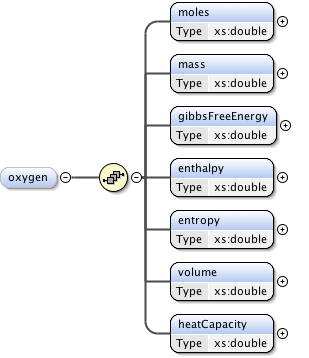 moles
Type xs:double
mass
Type xs:double
gibbsFreeEnergy
Type xs:double
oxygen
enthalpy
Type xs:double
entropy
Type xs:double
volume
Type xs:double
heatCapacity
Type xs:double